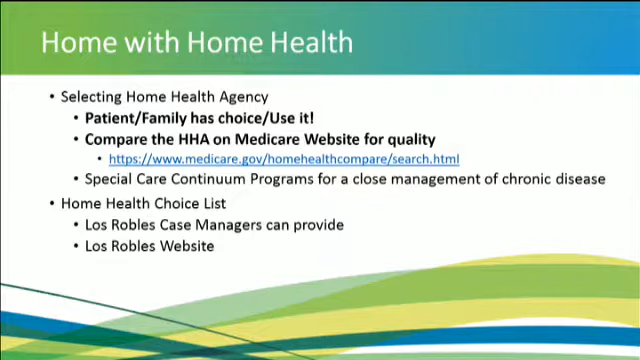 Home with Home Health
• Selecting Home Health Agency
• Patient/Family has choice/Use it!
• Compare the HHA on Medicare Website for quality
• https://www.medicare.gov/homehealthcompare/search.html
• Special Care Continuum Programs for a close management of chronic disease
• Home Health Choice List
• Los Robles Case Managers can provide
• Los Robles Website